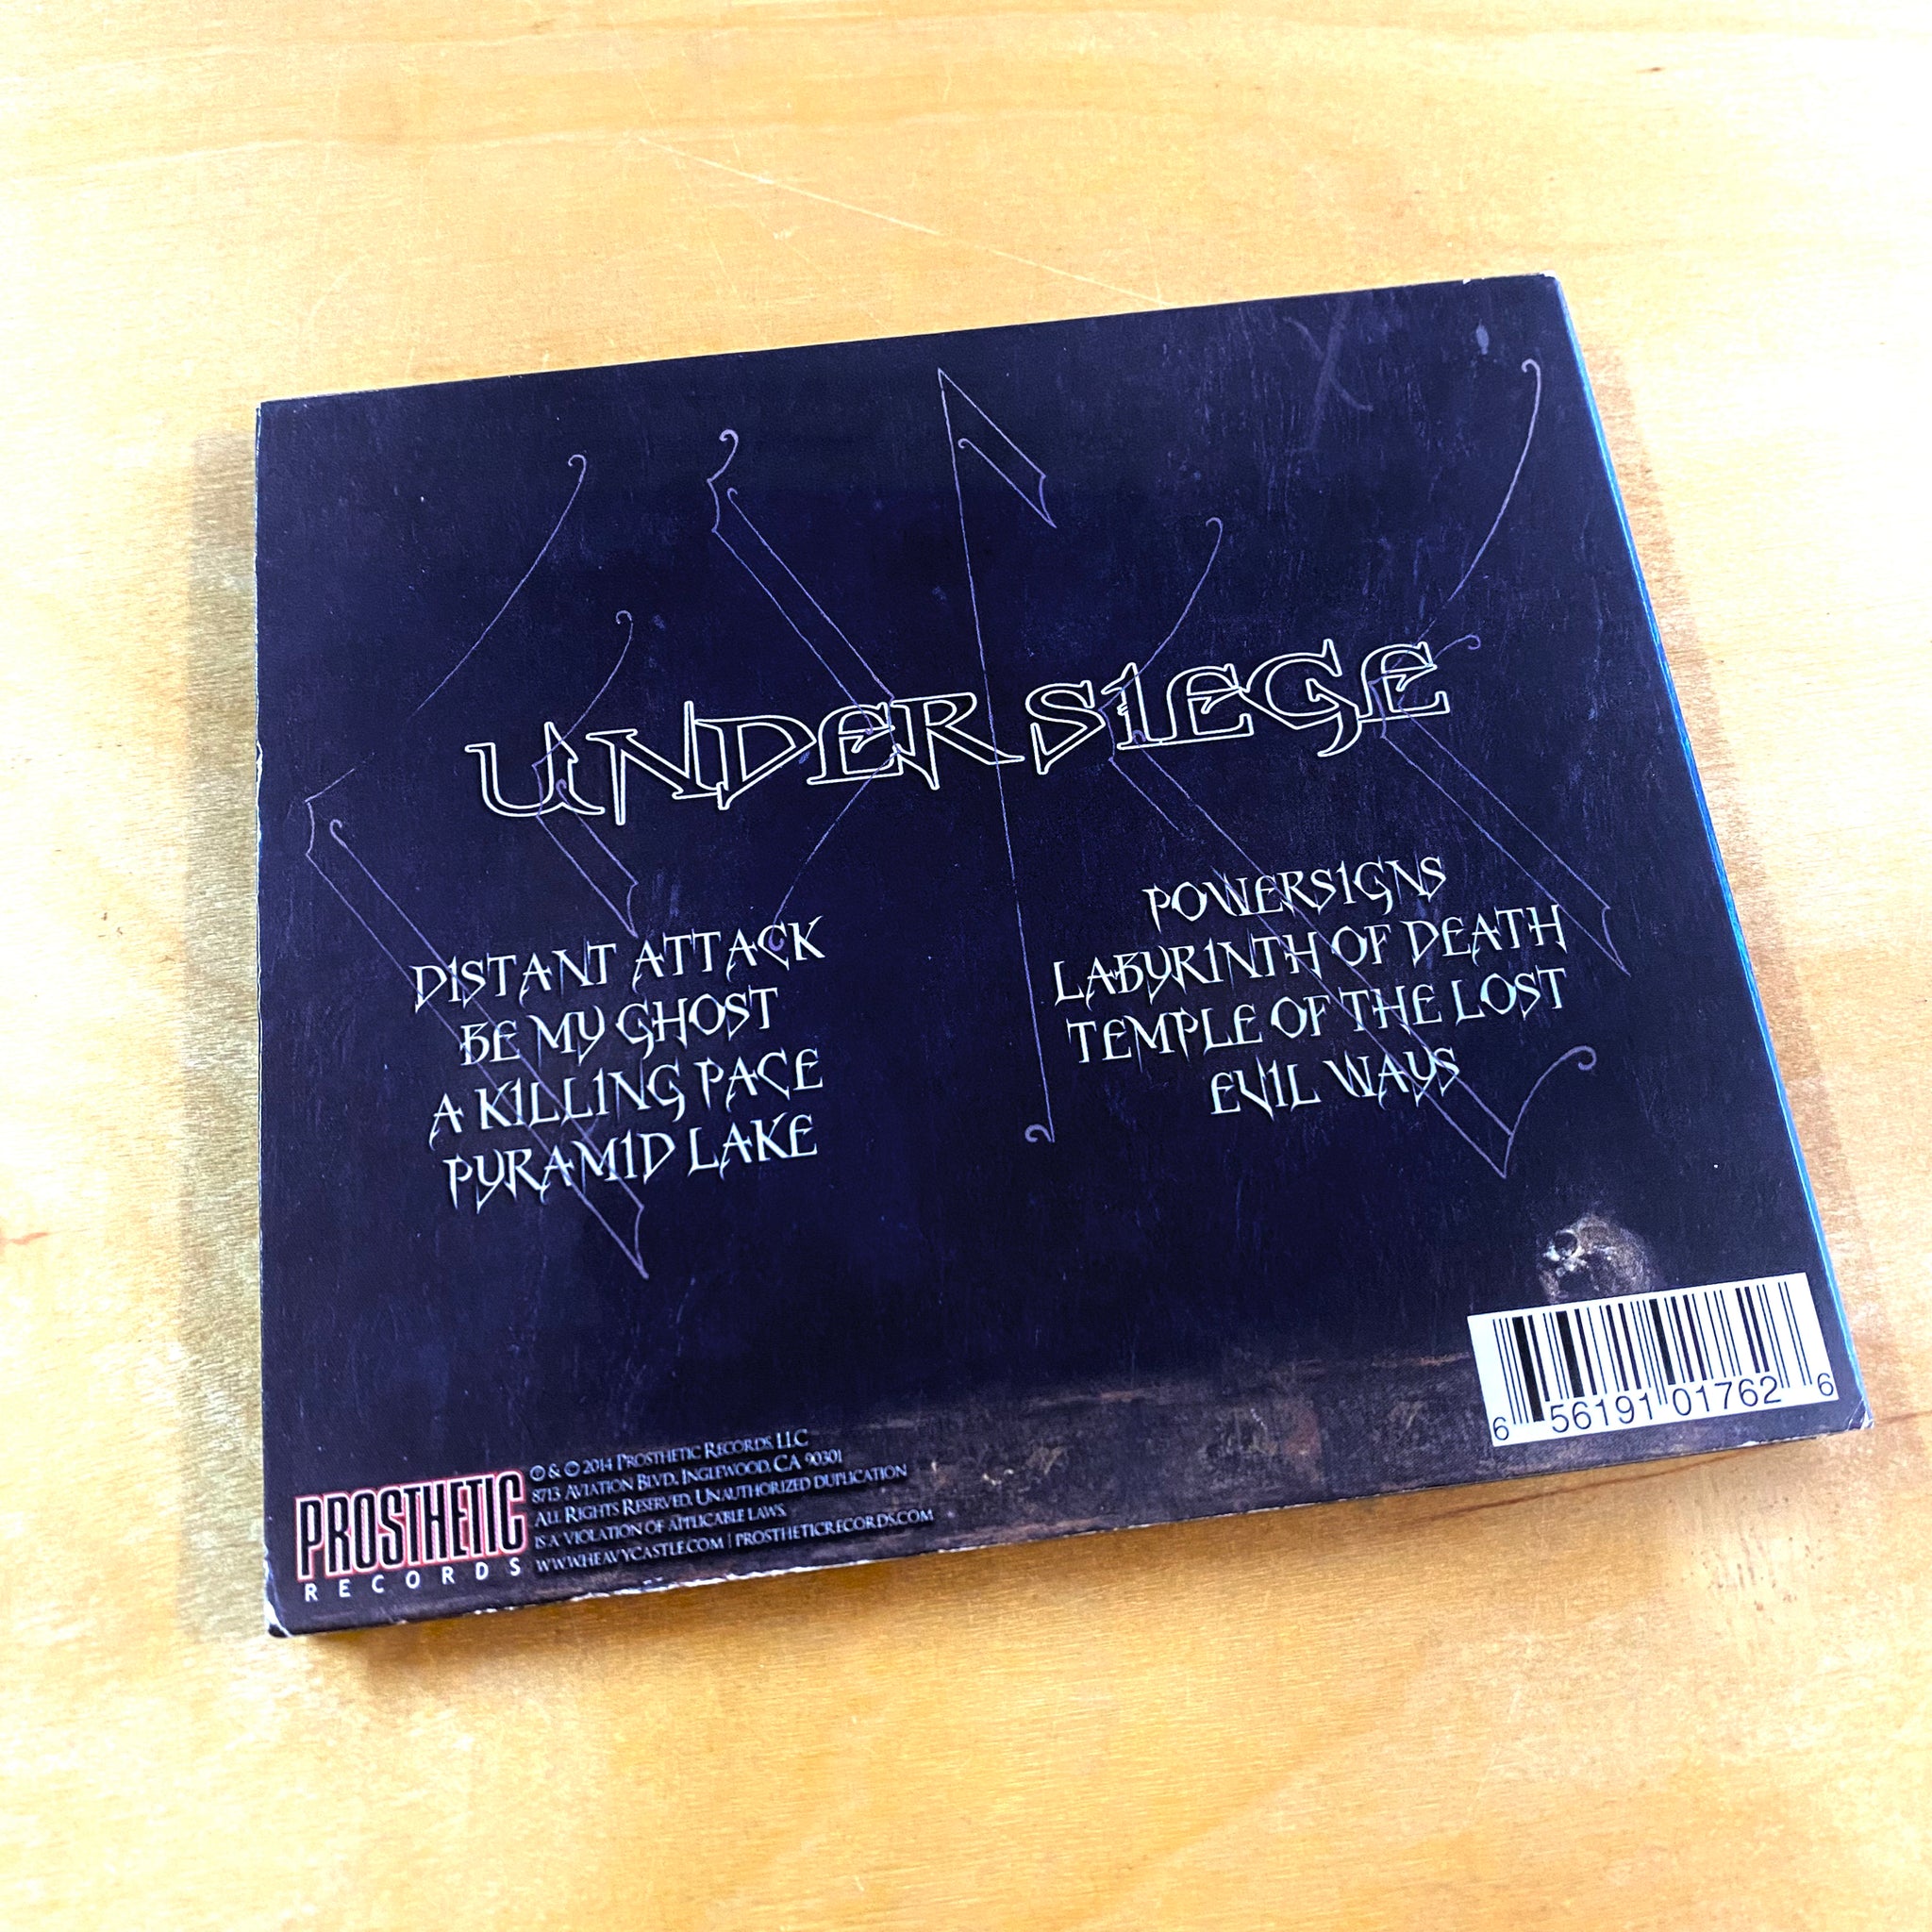 UNDER SIEGE
DISTANT ATTACK
BE MY GHOST
A KILLING PACE
PYRAMID LAKE
POWERSIGNS
LABYRINTH OF DEATH
TEMPLE OF THE LOST
EVIL WAYS
PROSTHETIC
RECORDS
℗ & © 2014 PROSTHETIC RECORDS LLC
8713 AVIATION BLVD., INGLEWOOD, CA 90301
ALL RIGHTS RESERVED. UNAUTHORIZED DUPLICATION
IS A VIOLATION OF APPLICABLE LAWS.
WWW.HEAVYCASTLE.COM | PROSTHETICRECORDS.COM
6 56191 01762 6